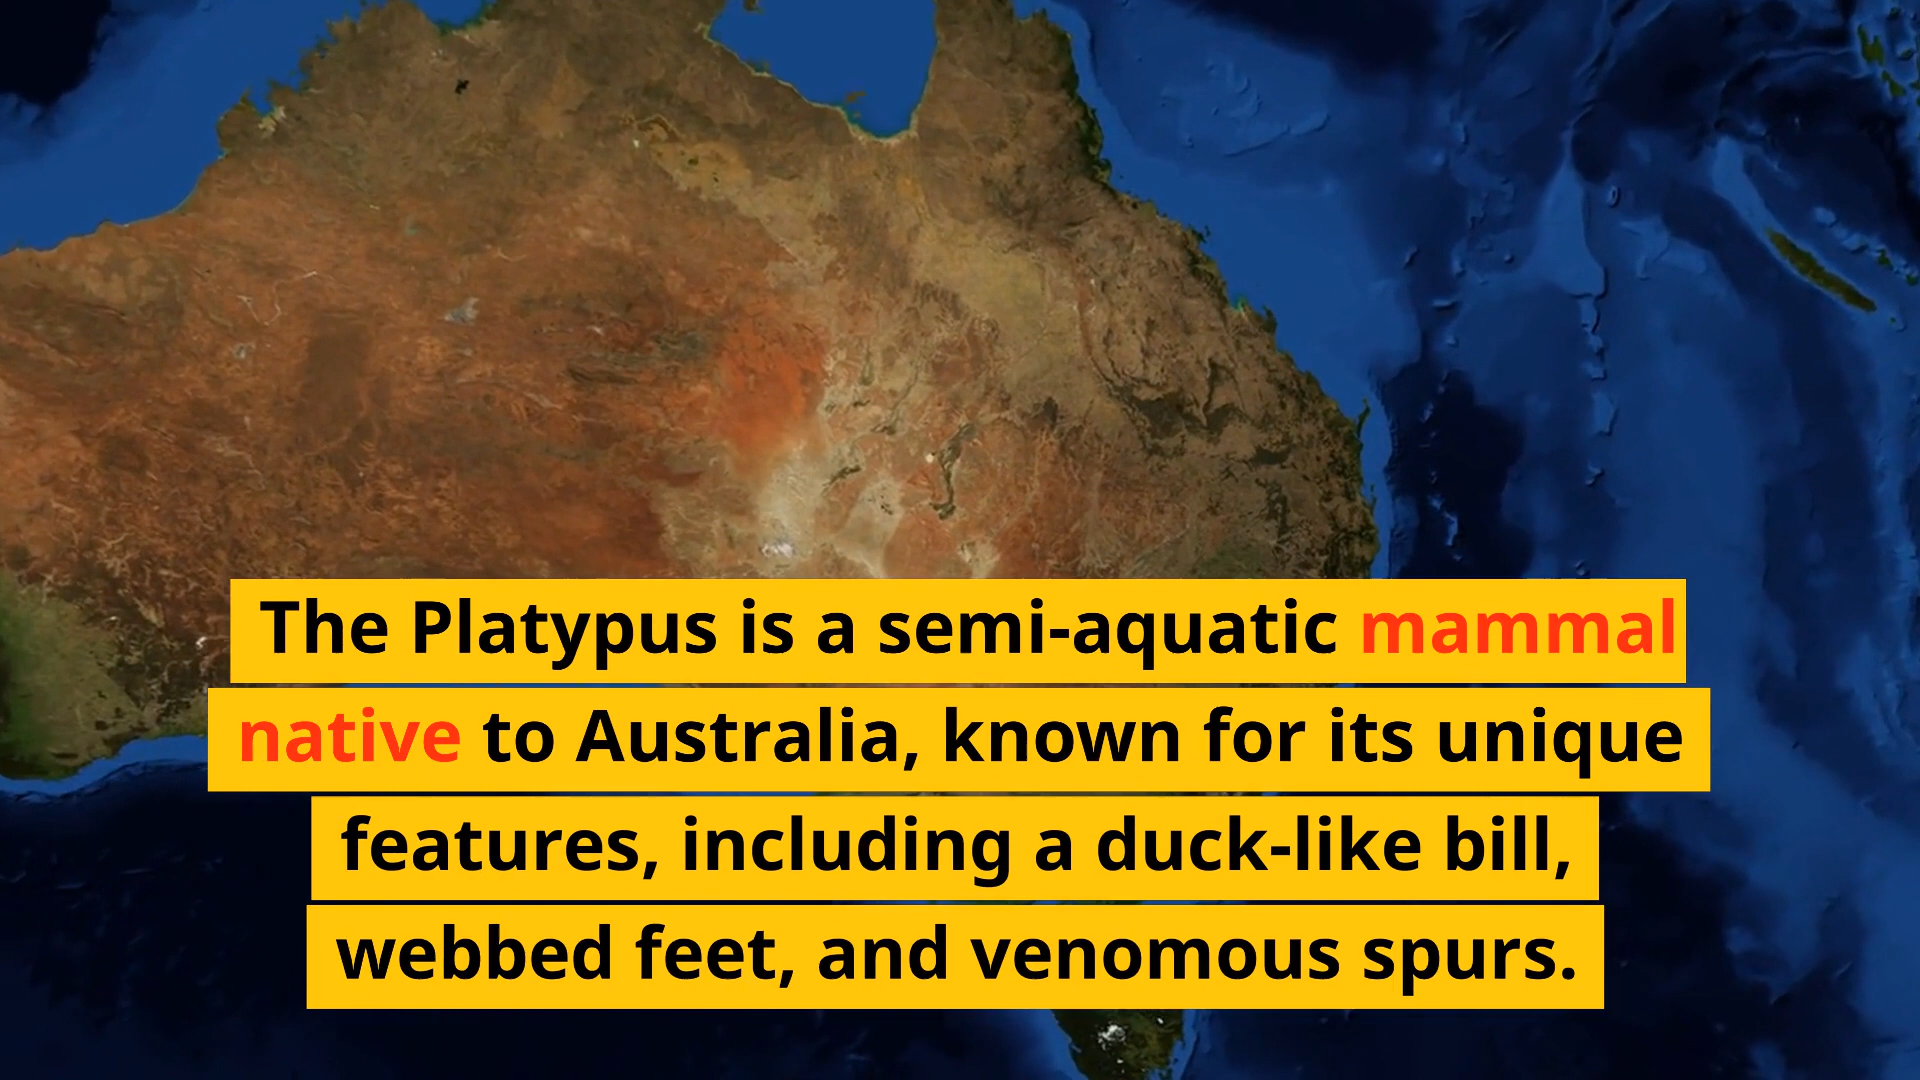 The Platypus is a semi-aquatic mammal
native to Australia, known for its unique
features, including a duck-like bill,
webbed feet, and venomous spurs.